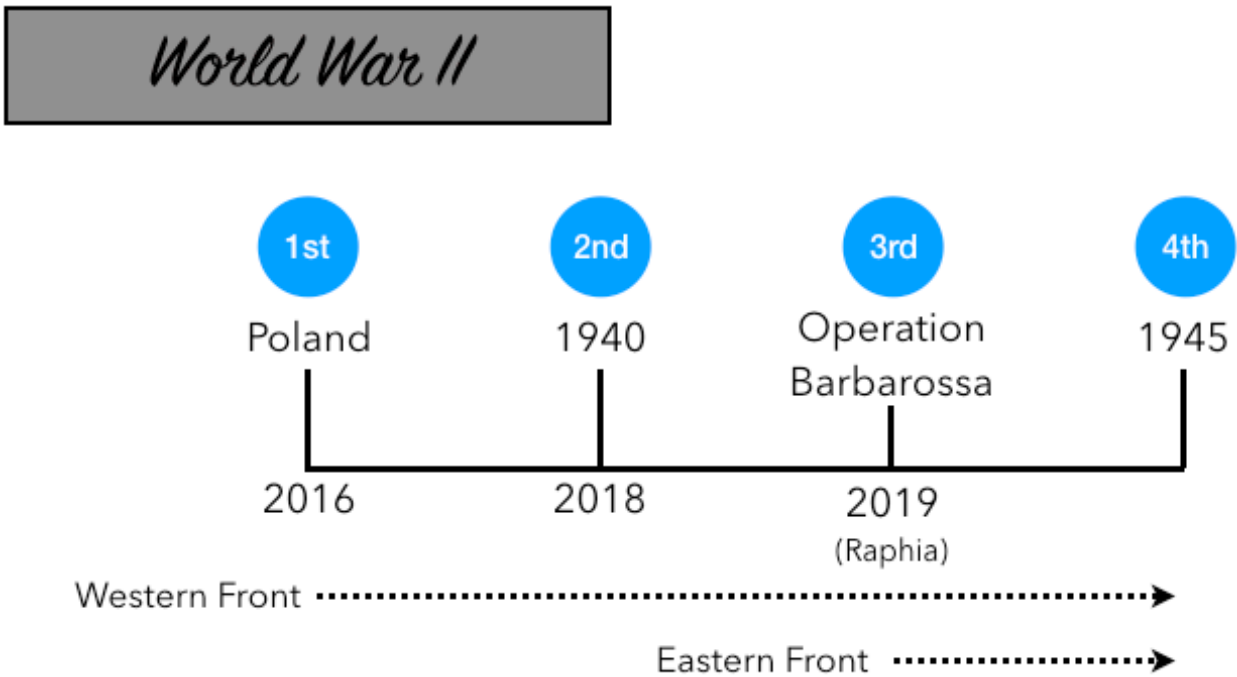 World War II
1st 2nd 3rd 4th
Poland 1940 Operation Barbarossa 1945
2016 2018 2019
(Raphia)
Western Front
Eastern Front